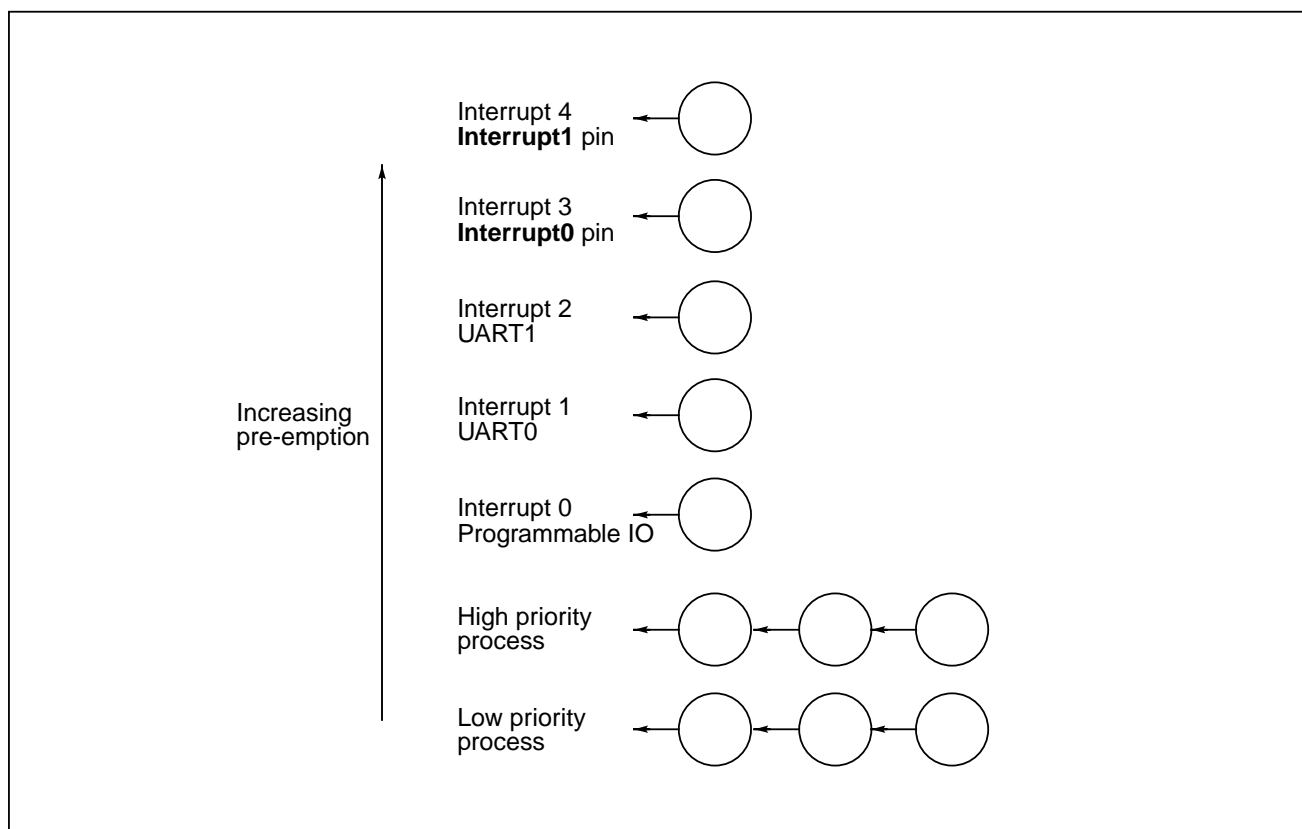 Interrupt 4
Interrupt1 pin
Interrupt 3
Interrupt0 pin
Interrupt 2
UART1
Increasing
pre-emption
Interrupt 1
UART0
Interrupt 0
Programmable IO
High priority
process
Low priority
process